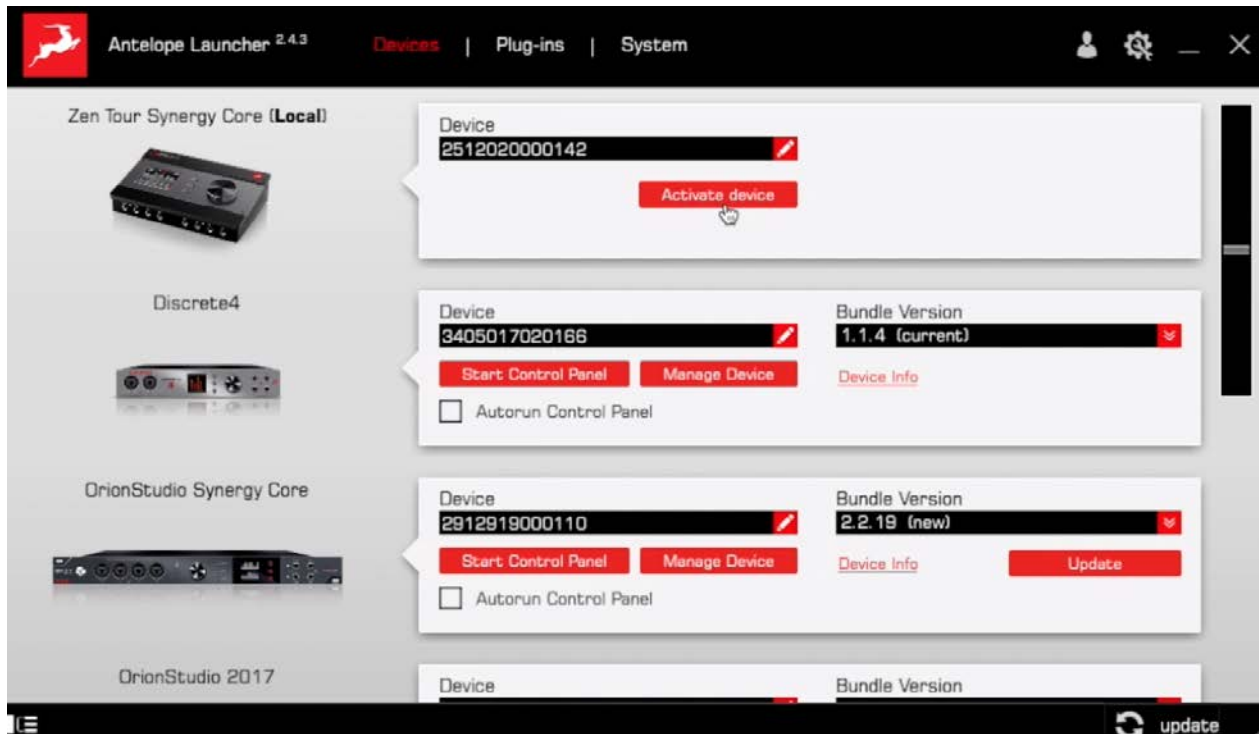 Antelope Launcher 2.4.3
Devices | Plug-ins | System
Zen Tour Synergy Core (Local)
Device
2512020000142
Activate device
Discrete4
Device
3405017020166
Start Control Panel
Manage Device
Autorun Control Panel
Bundle Version
1.1.4 (current)
Device Info
OrionStudio Synergy Core
Device
2912919000110
Start Control Panel
Manage Device
Autorun Control Panel
Bundle Version
2.2.19 (new)
Device Info
Update
OrionStudio 2017
Device
Bundle Version
update